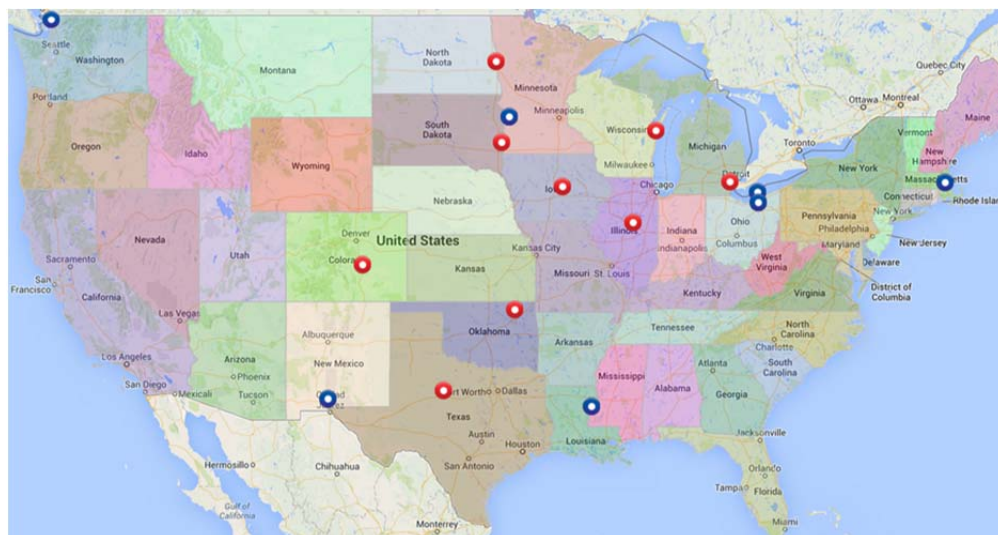 Seattle
Washington
Montana
North
Dakota
Minnesota
Minneapolis
Quebec City
Ottawa
Montreal
Maine
Portland
Oregon
Idaho
Wyoming
South
Dakota
Wisconsin
Milwaukee
Michigan
Toronto
Vermont
New
Hampshire
New York
Detroit
Chicago
Massachusetts
Connecticut
Rhode Islan
Nebraska
Illinois
Indiana
Indianapolis
Ohio
Columbus
Pennsylvania
New York
Philadelphia
New Jersey
Maryland
Delaware
District of
Columbia
Nevada
Utah
Denver
Colorado
United States
Kansas
Kansas City
Missouri
St. Louis
West
Virginia
Virginia
Kentucky
Sacramento
San
Francisco
California
Las Vegas
Los Angeles
San Diego
Mexicali
Arizona
Phoenix
Tucson
Albuquerque
New Mexico
Juarez
Oklahoma
Arkansas
Tennessee
North
Carolina
Charlotte
South
Carolina
Atlanta
Mississippi
Alabama
Georgia
ort Worth
Dallas
Texas
Austin
Houston
San Antonio
Louisiana
Jacksonville
Orlando
Tampa
Florida
Miami
Hermosillo
Chihuahua
Gulf of
California
Monterrey